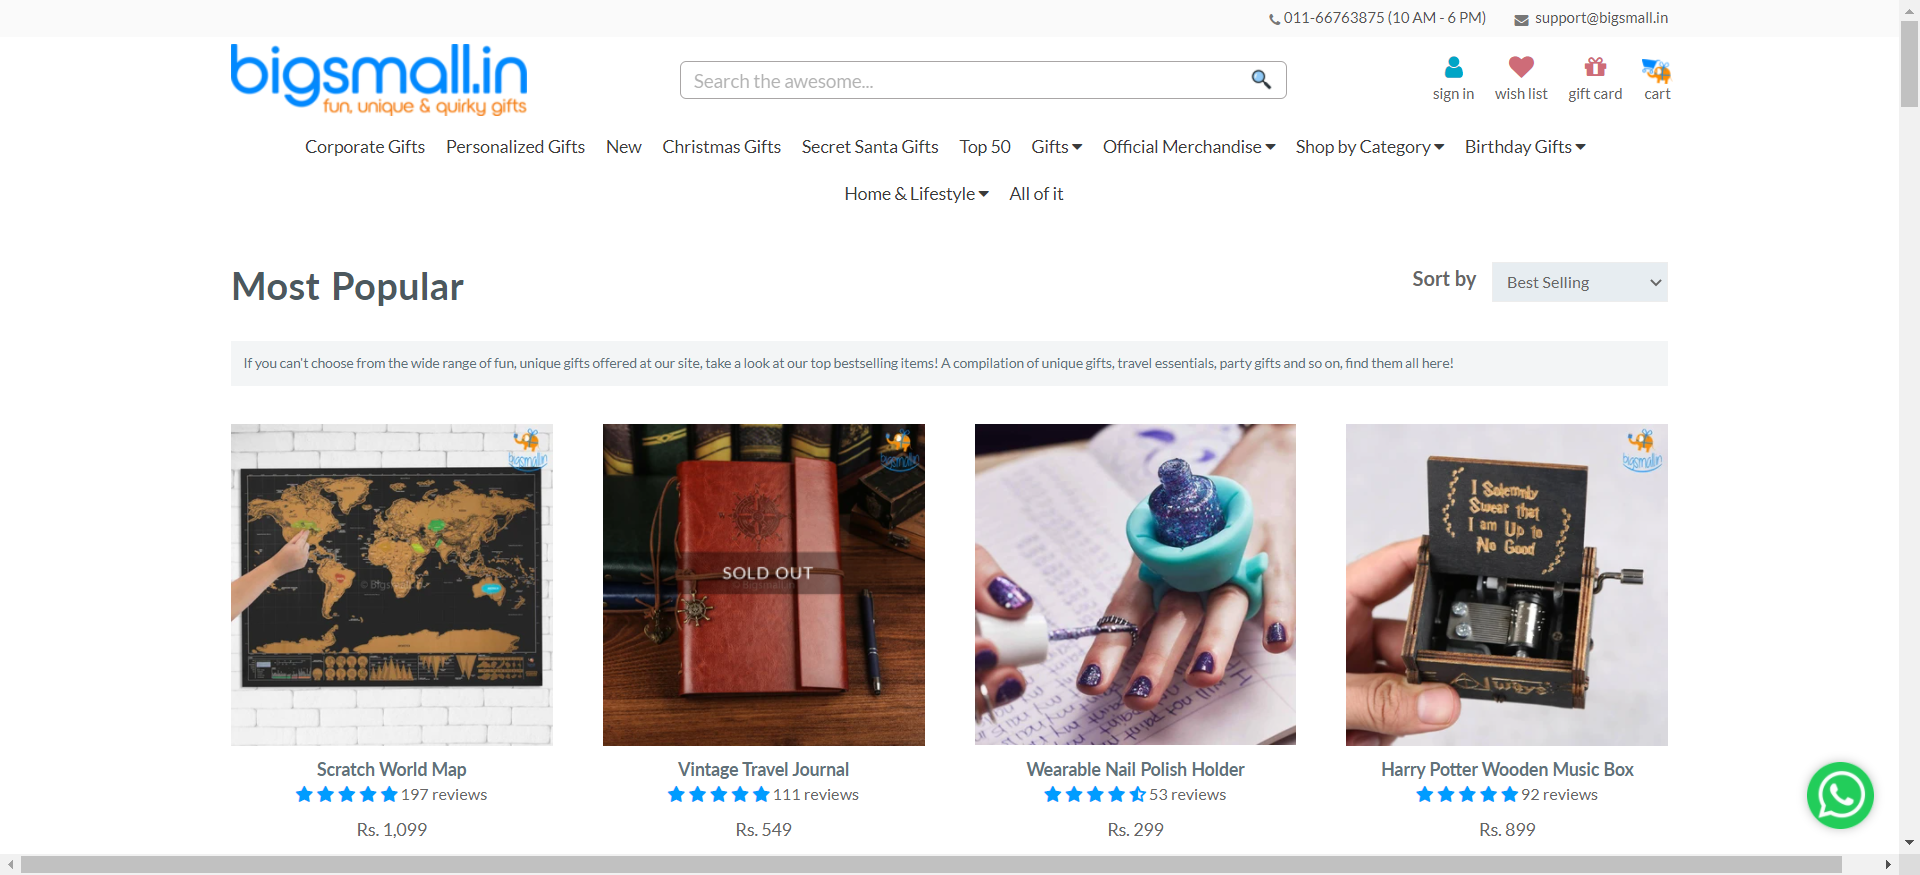 011-66763875 (10 AM - 6 PM) support@bigsmall.in
bigsmall.in
fun, unique & quirky gifts
Search the awesome...
sign in wish list gift card cart
Corporate Gifts Personalized Gifts New Christmas Gifts Secret Santa Gifts Top 50 Gifts Official Merchandise Shop by Category Birthday Gifts
Home & Lifestyle All of it
Most Popular
Sort by Best Selling
If you can't choose from the wide range of fun, unique gifts offered at our site, take a look at our top bestselling items! A compilation of unique gifts, travel essentials, party gifts and so on, find them all here!
bigsmall.in
bigsmall.in
SOLD OUT
bigsmall.in
I Solemnly
Swear that
I am Up to
No Good
Always
Scratch World Map
197 reviews
Rs. 1,099
Vintage Travel Journal
111 reviews
Rs. 549
Wearable Nail Polish Holder
53 reviews
Rs. 299
Harry Potter Wooden Music Box
92 reviews
Rs. 899